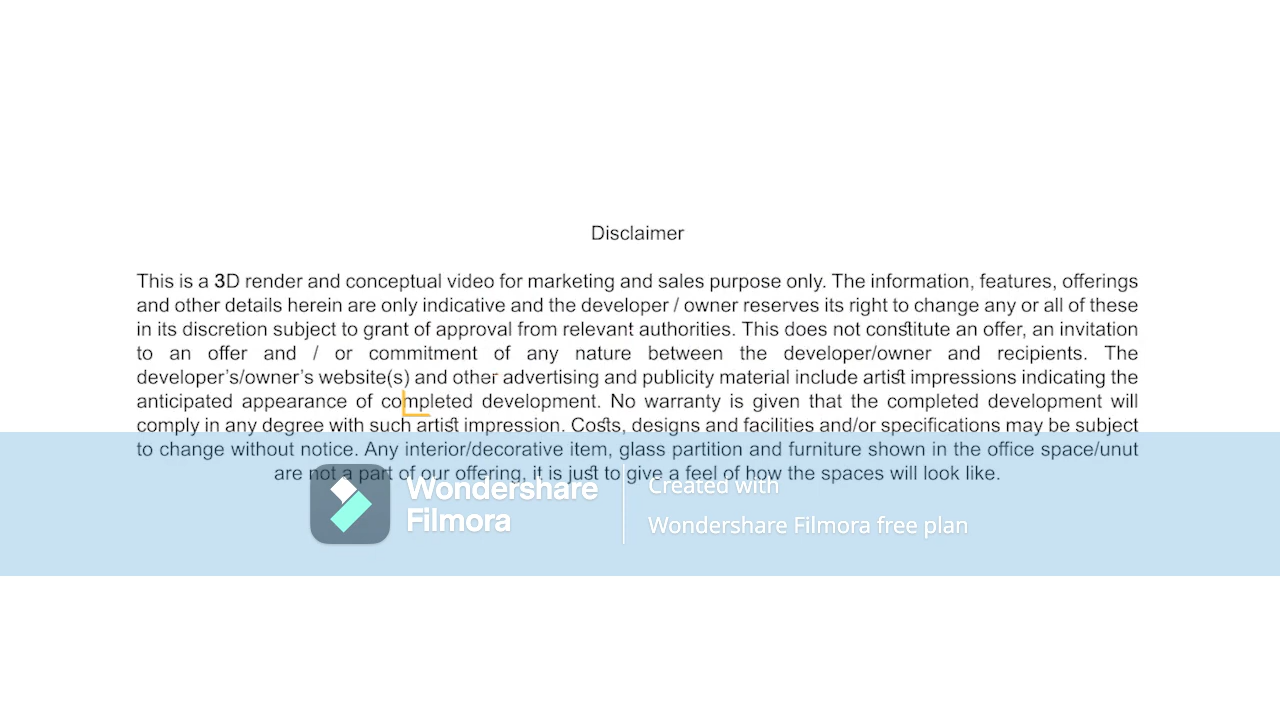 Disclaimer
This is a 3D render and conceptual video for marketing and sales purpose only. The information, features, offerings
and other details herein are only indicative and the developer / owner reserves its right to change any or all of these
in its discretion subject to grant of approval from relevant authorities. This does not constitute an offer, an invitation
to an offer and / or commitment of any nature between the developer/owner and recipients. The
developer's/owner's website(s) and other advertising and publicity material include artist impressions indicating the
anticipated appearance of completed development. No warranty is given that the completed development will
comply in any degree with such artist impression. Costs, designs and facilities and/or specifications may be subject
to change without notice. Any interior/decorative item, glass partition and furniture shown in the office space/unut
are not a part of our offering, it is just to give a feel of how the spaces will look like.
Wondershare
Filmora
Created with
Wondershare Filmora free plan